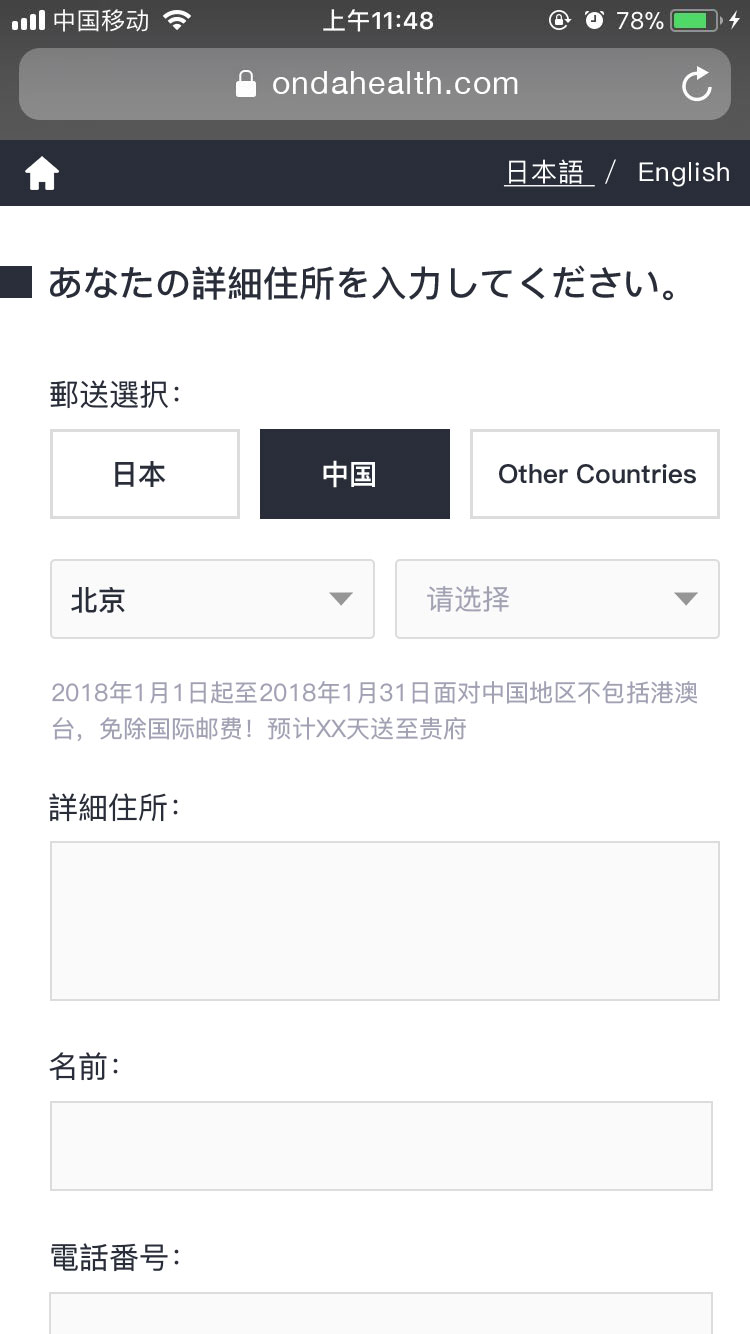 中国移动 上午11:48 78%
ondahealth.com
日本語 / English
あなたの詳細住所を入力してください。
郵送選択:
日本 中国 Other Countries
北京 请选择
2018年1月1日起至2018年1月31日面对中国地区不包括港澳
台，免除国际邮费！预计XX天送至贵府
詳細住所:
名前:
電話番号: